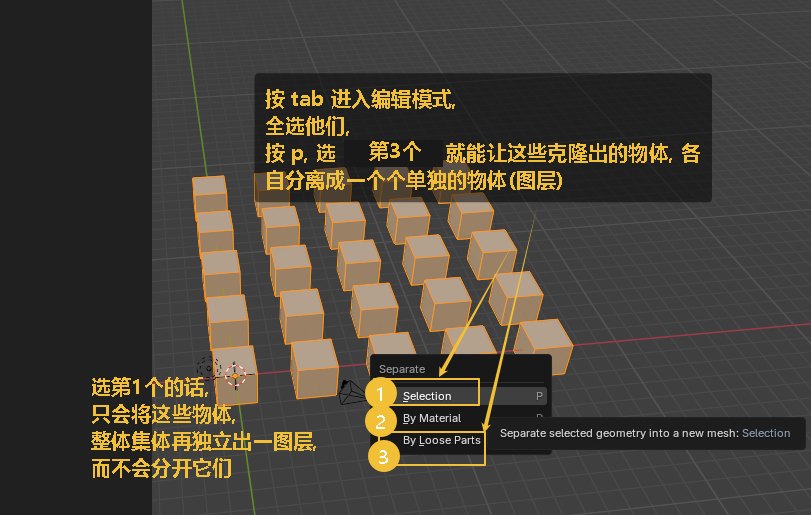 按 tab 进入编辑模式,
全选他们,
按 p, 选 第3个 就能让这些克隆出的物体, 各
自分离成一个个单独的物体(图层)
Separate
1 Selection P
2 By Material
3 By Loose Parts
Separate selected geometry into a new mesh: Selection
选第1个的话,
只会将这些物体,
整体集体再独立出一图层,
而不会分开它们